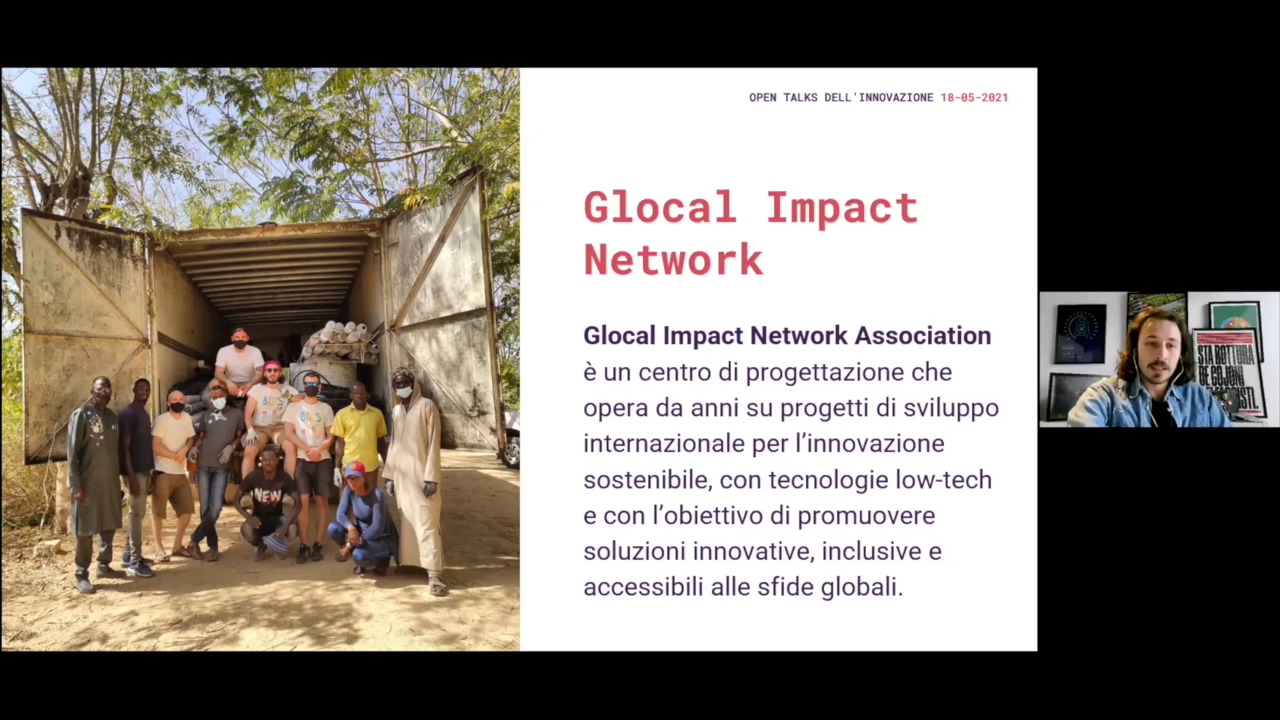 OPEN TALKS DELL'INNOVAZIONE 18-05-2021
Glocal Impact
Network
Glocal Impact Network Association
è un centro di progettazione che
opera da anni su progetti di sviluppo
internazionale per l’innovazione
sostenibile, con tecnologie low-tech
e con l’obiettivo di promuovere
soluzioni innovative, inclusive e
accessibili alle sfide globali.
NEW
STA BOTTURA